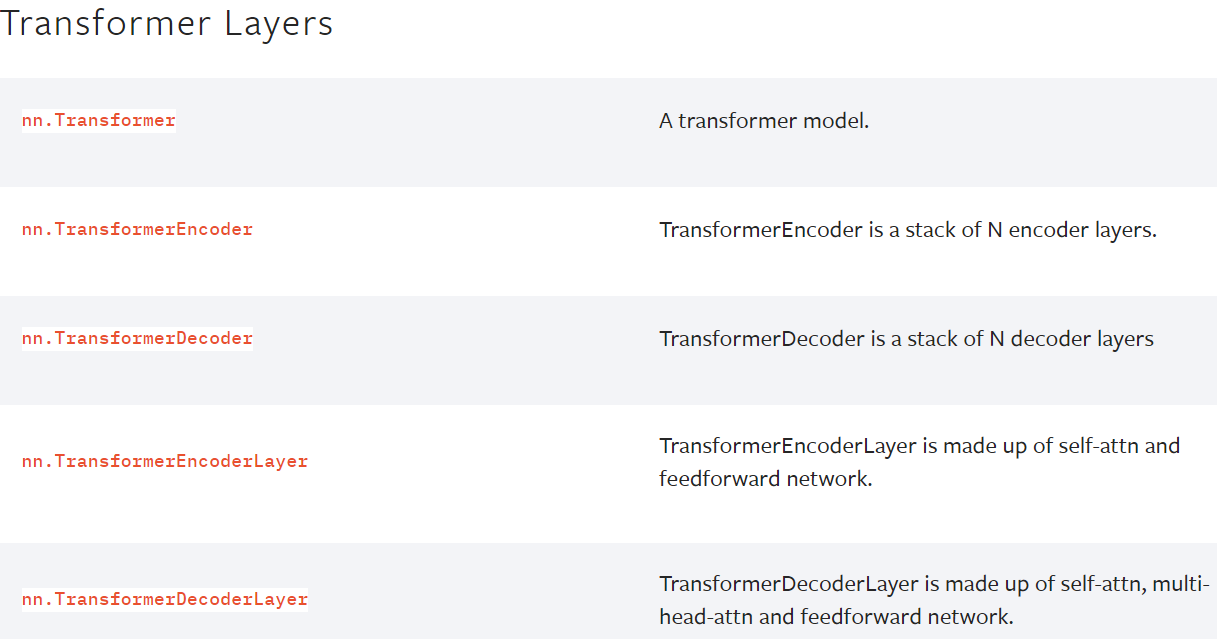 Transformer Layers
nn.Transformer
A transformer model.
nn.TransformerEncoder
TransformerEncoder is a stack of N encoder layers.
nn.TransformerDecoder
TransformerDecoder is a stack of N decoder layers
nn.TransformerEncoderLayer
TransformerEncoderLayer is made up of self-attn and
feedforward network.
nn.TransformerDecoderLayer
TransformerDecoderLayer is made up of self-attn, multi-
head-attn and feedforward network.